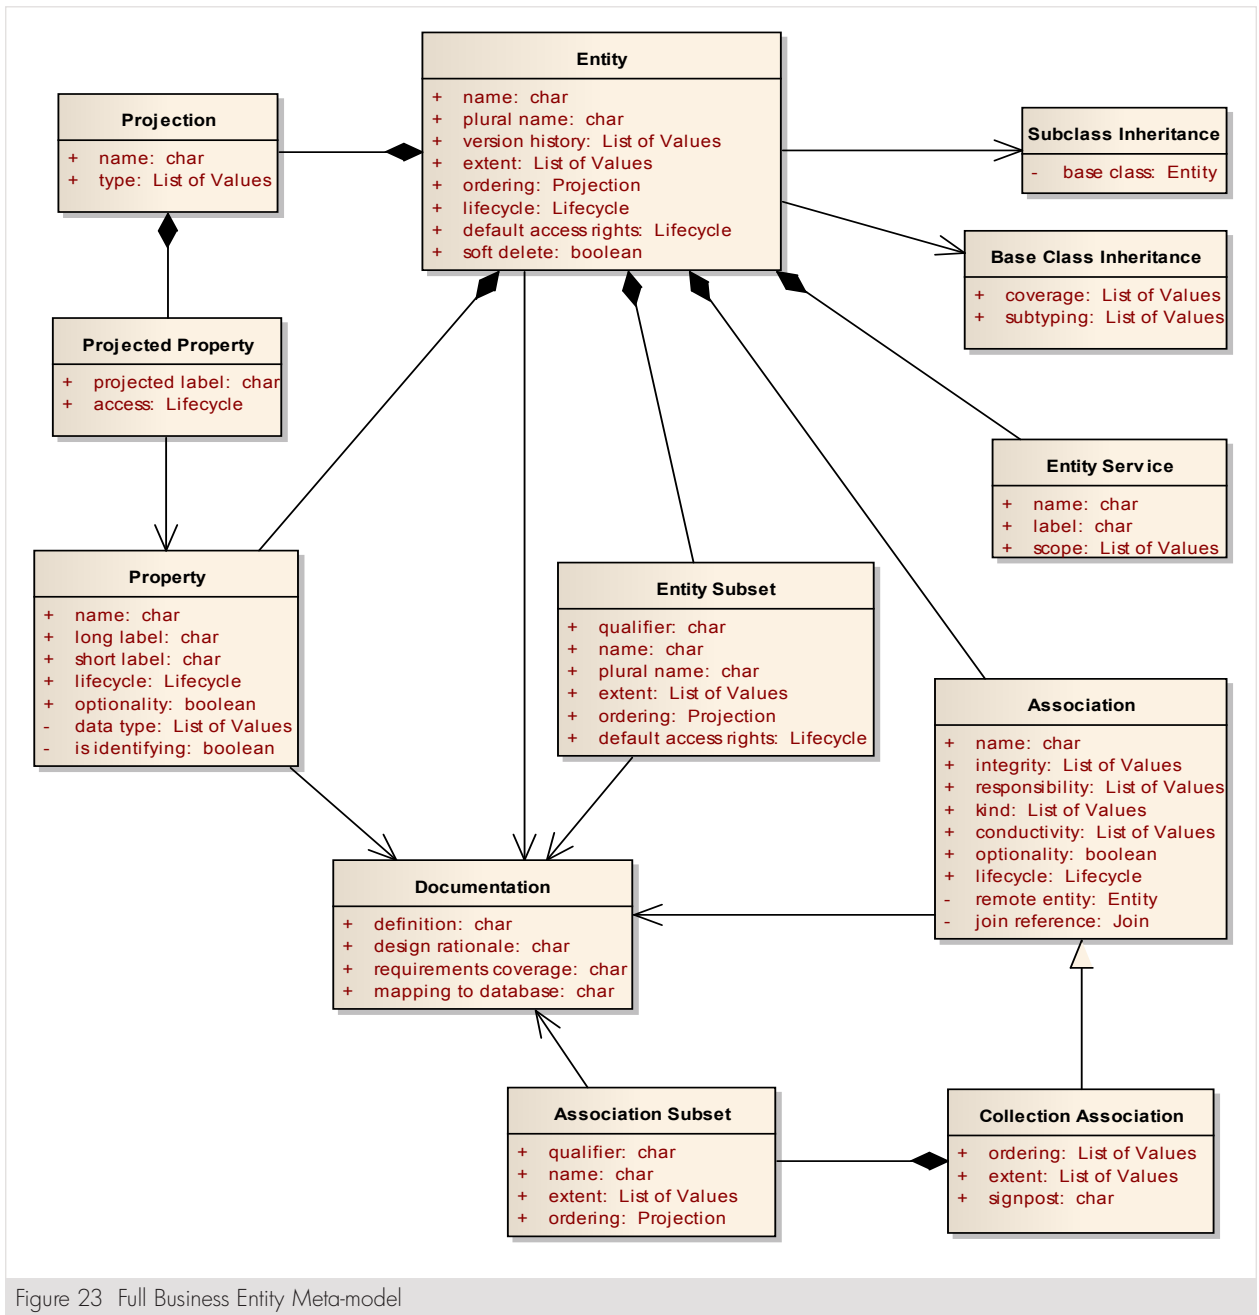 Entity
+ name: char
+ plural name: char
+ version history: List of Values
+ extent: List of Values
+ ordering: Projection
+ lifecycle: Lifecycle
+ default access rights: Lifecycle
+ soft delete: boolean
Projection
+ name: char
+ type: List of Values
Subclass Inheritance
- base class: Entity
Base Class Inheritance
+ coverage: List of Values
+ subtyping: List of Values
Projected Property
+ projected label: char
+ access: Lifecycle
Entity Service
+ name: char
+ label: char
+ scope: List of Values
Property
+ name: char
+ long label: char
+ short label: char
+ lifecycle: Lifecycle
+ optionality: boolean
- data type: List of Values
- is identifying: boolean
Entity Subset
+ qualifier: char
+ name: char
+ plural name: char
+ extent: List of Values
+ ordering: Projection
+ default access rights: Lifecycle
Association
+ name: char
+ integrity: List of Values
+ responsibility: List of Values
+ kind: List of Values
+ conductivity: List of Values
+ optionality: boolean
+ lifecycle: Lifecycle
- remote entity: Entity
- join reference: Join
Documentation
+ definition: char
+ design rationale: char
+ requirements coverage: char
+ mapping to database: char
Association Subset
+ qualifier: char
+ name: char
+ extent: List of Values
+ ordering: Projection
Collection Association
+ ordering: List of Values
+ extent: List of Values
+ signpost: char
Figure 23 Full Business Entity Meta-model